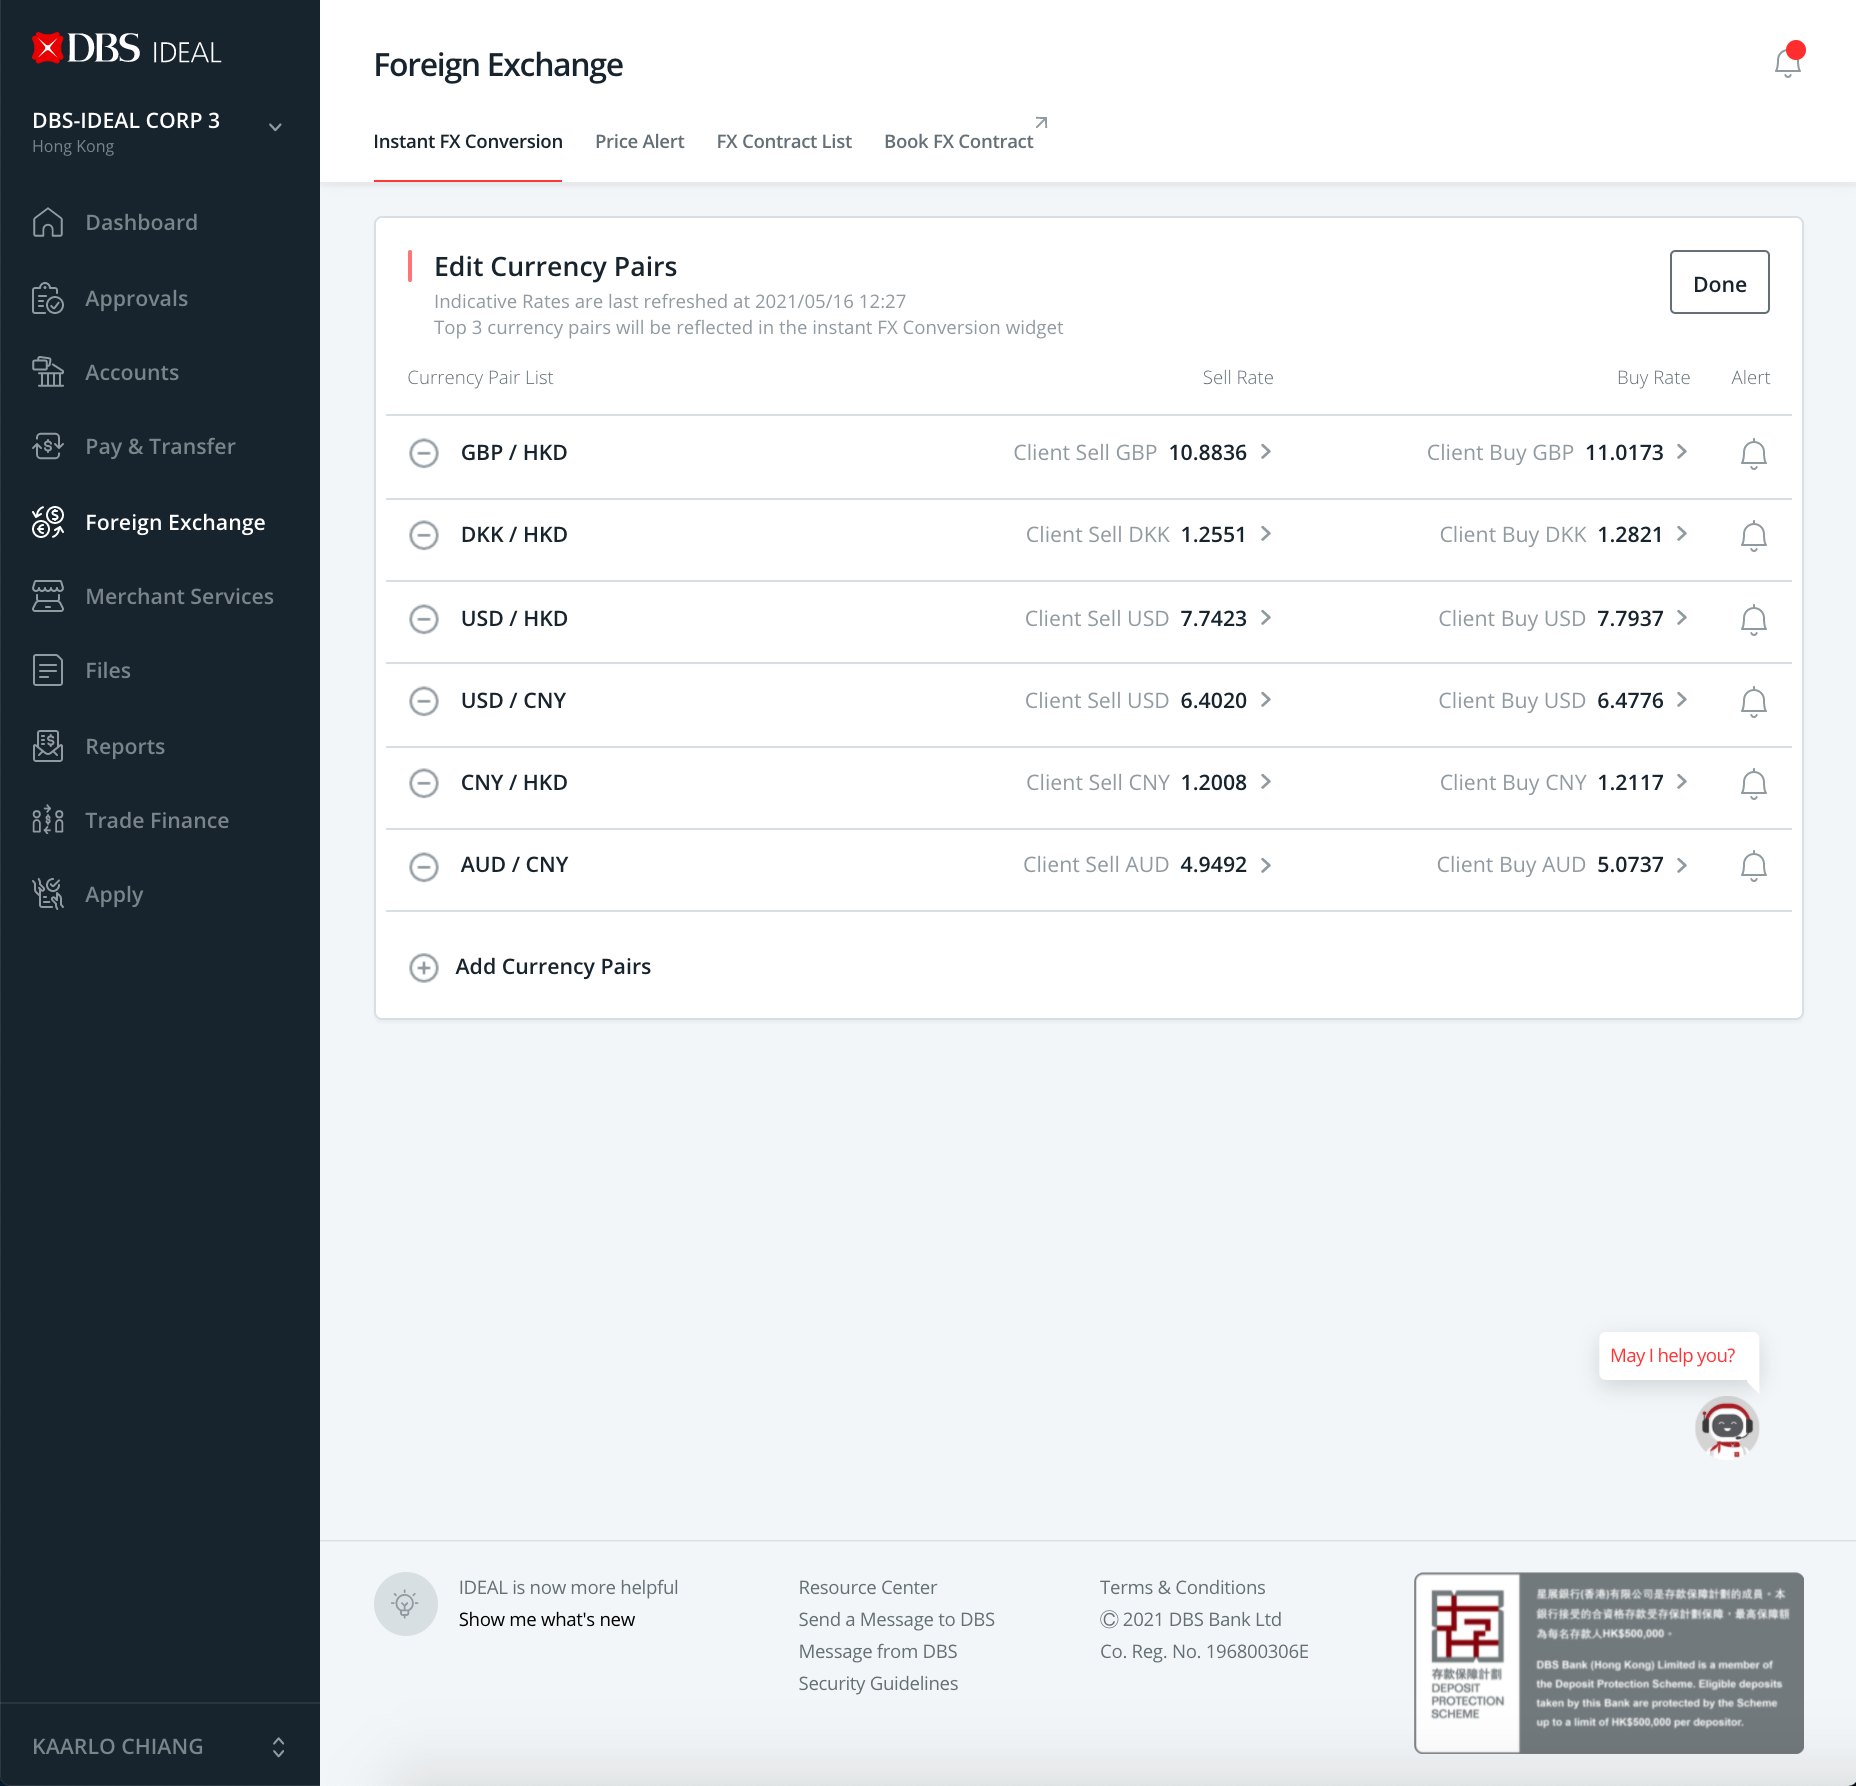 DBS IDEAL
DBS-IDEAL CORP 3
Hong Kong
Dashboard
Approvals
Accounts
Pay & Transfer
Foreign Exchange
Merchant Services
Files
Reports
Trade Finance
Apply
KAARLO CHIANG
Foreign Exchange
Instant FX Conversion Price Alert FX Contract List Book FX Contract
Edit Currency Pairs
Done
Indicative Rates are last refreshed at 2021/05/16 12:27
Top 3 currency pairs will be reflected in the instant FX Conversion widget
Currency Pair List Sell Rate Buy Rate Alert
GBP / HKD Client Sell GBP 10.8836 Client Buy GBP 11.0173
DKK / HKD Client Sell DKK 1.2551 Client Buy DKK 1.2821
USD / HKD Client Sell USD 7.7423 Client Buy USD 7.7937
USD / CNY Client Sell USD 6.4020 Client Buy USD 6.4776
CNY / HKD Client Sell CNY 1.2008 Client Buy CNY 1.2117
AUD / CNY Client Sell AUD 4.9492 Client Buy AUD 5.0737
Add Currency Pairs
May I help you?
IDEAL is now more helpful
Show me what's new
Resource Center
Send a Message to DBS
Message from DBS
Security Guidelines
Terms & Conditions
© 2021 DBS Bank Ltd
Co. Reg. No. 196800306E
存款保障計劃
DEPOSIT
PROTECTION
SCHEME
星展銀行(香港)有限公司是存款保障計劃的成員。本
銀行接受的合資格存款受存保計劃保障，最高保障額
為每名存款人HK$500,000。
DBS Bank (Hong Kong) Limited is a member of
the Deposit Protection Scheme. Eligible deposits
taken by this Bank are protected by the Scheme
up to a limit of HK$500,000 per depositor.